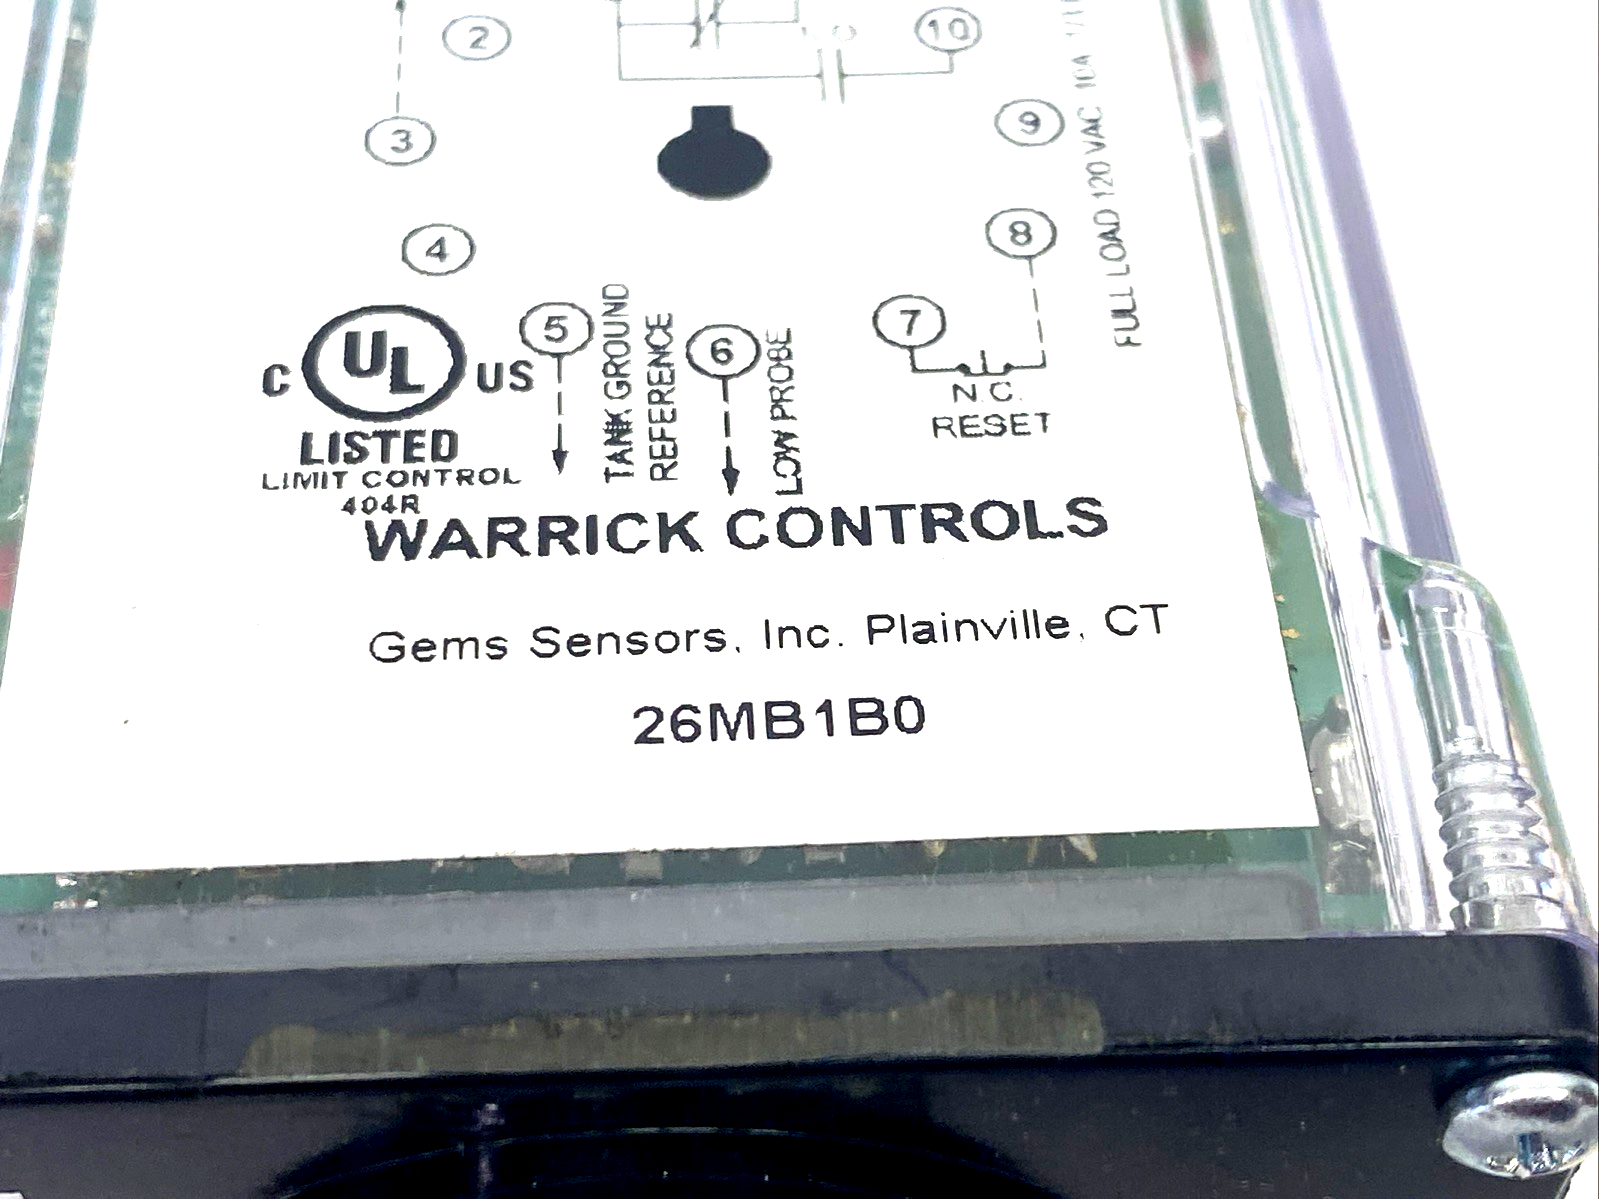 2
10
3
9
4
8
FULL LOAD 120 VAC 10A
5
TANK GROUND
REFERENCE
6
LOW PROBE
7
N.C.
RESET
C UL US
LISTED
LIMIT CONTROL
404R
WARRICK CONTROLS
Gems Sensors, Inc. Plainville, CT
26MB1B0